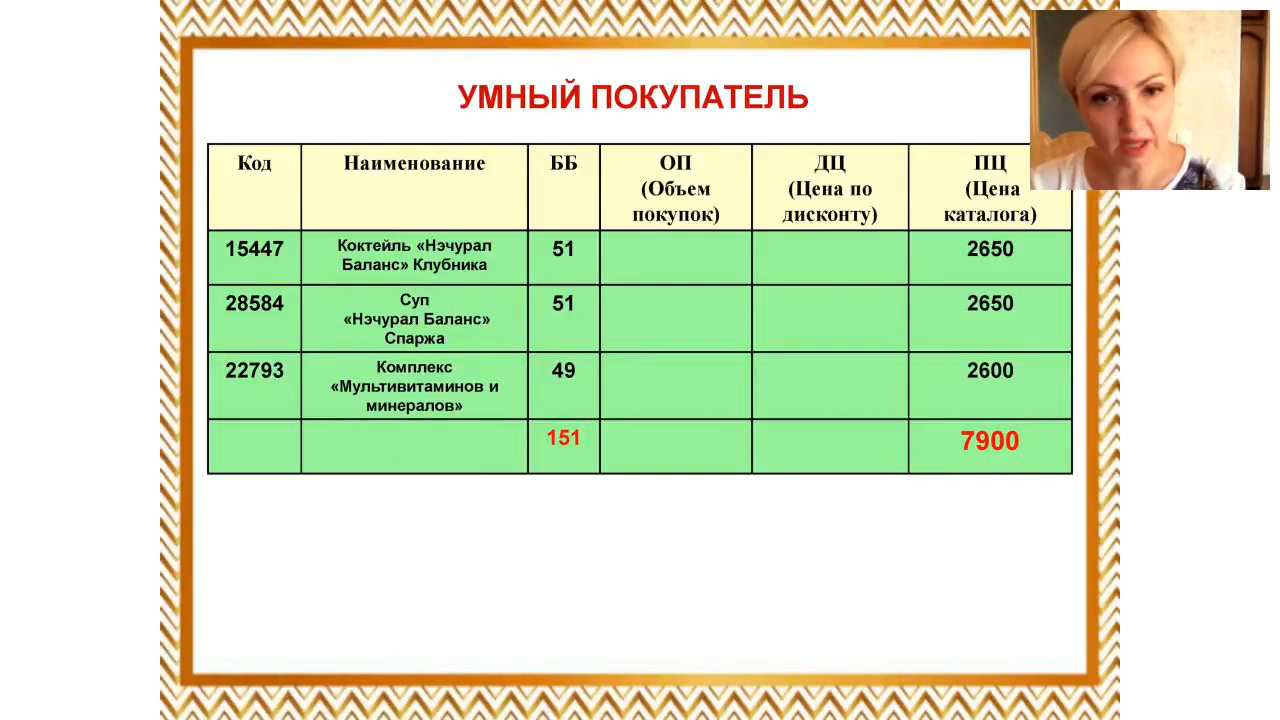 УМНЫЙ ПОКУПАТЕЛЬ
Код Наименование ББ ОП ДЦ ПЦ
(Объем (Цена по (Цена
покупок) дисконту) каталога)
15447 Коктейль «Нэчурал 51 2650
Баланс» Клубника
28584 Суп 51 2650
«Нэчурал Баланс»
Спаржа
22793 Комплекс 49 2600
«Мультивитаминов и
минералов»
151 7900